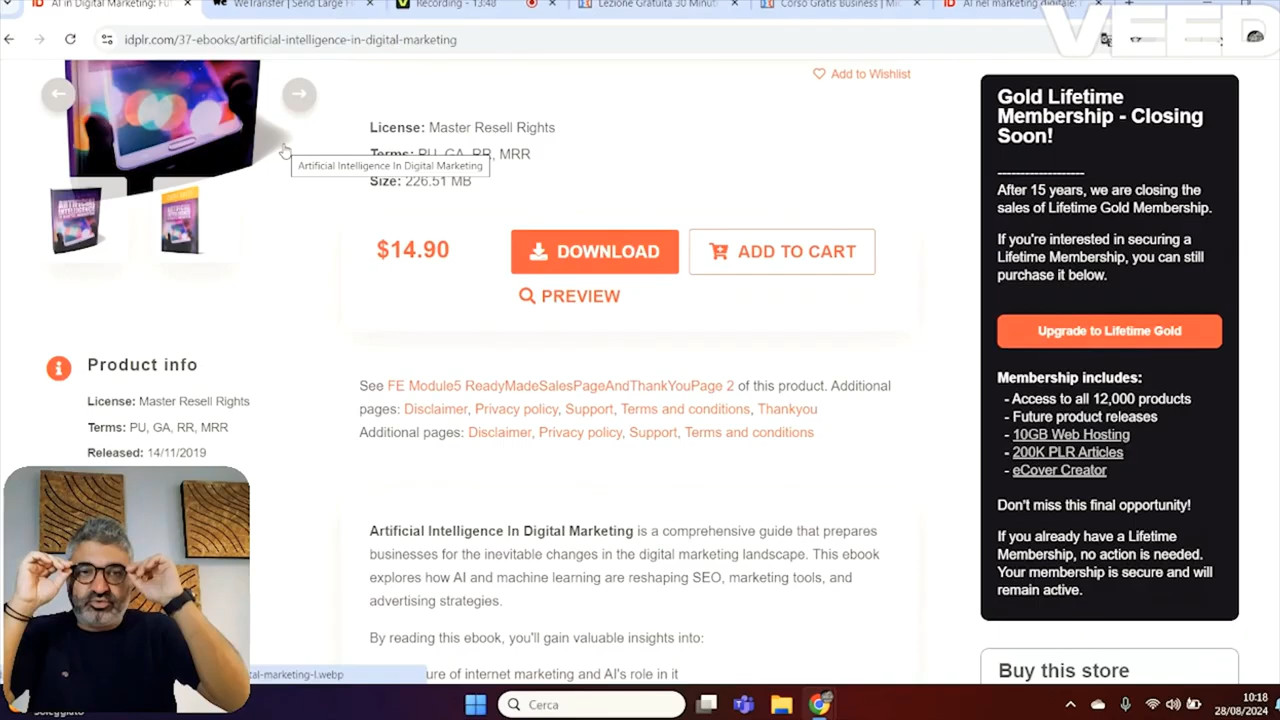 AI in Digital Marketing: Fu
WeTransfer | Send Large F
Recording - 13:48
Lezione Gratuita 30 Minut
Corso Gratis Business | Mi
AI nel marketing digitale:
VEED
idplr.com/37-ebooks/artificial-intelligence-in-digital-marketing
Add to Wishlist
License: Master Resell Rights
Terms: PU, GA, RR, MRR
Artificial Intelligence In Digital Marketing
Size: 226.51 MB
$14.90
DOWNLOAD
ADD TO CART
PREVIEW
Product info
License: Master Resell Rights
Terms: PU, GA, RR, MRR
Released: 14/11/2019
See FE Module5 ReadyMadeSalesPageAndThankYouPage 2 of this product. Additional
pages: Disclaimer, Privacy policy, Support, Terms and conditions, Thankyou
Additional pages: Disclaimer, Privacy policy, Support, Terms and conditions
Artificial Intelligence In Digital Marketing is a comprehensive guide that prepares
businesses for the inevitable changes in the digital marketing landscape. This ebook
explores how AI and machine learning are reshaping SEO, marketing tools, and
advertising strategies.
By reading this ebook, you'll gain valuable insights into:
ure of internet marketing and AI's role in it
Gold Lifetime
Membership - Closing
Soon!
--------------------
After 15 years, we are closing the
sales of Lifetime Gold Membership.
If you're interested in securing a
Lifetime Membership, you can still
purchase it below.
Upgrade to Lifetime Gold
Membership includes:
- Access to all 12,000 products
- Future product releases
- 10GB Web Hosting
- 200K PLR Articles
- eCover Creator
Don't miss this final opportunity!
If you already have a Lifetime
Membership, no action is needed.
Your membership is secure and will
remain active.
Buy this store
tal-marketing-l.webp
Soleggiato
Cerca
10:18
28/08/2024